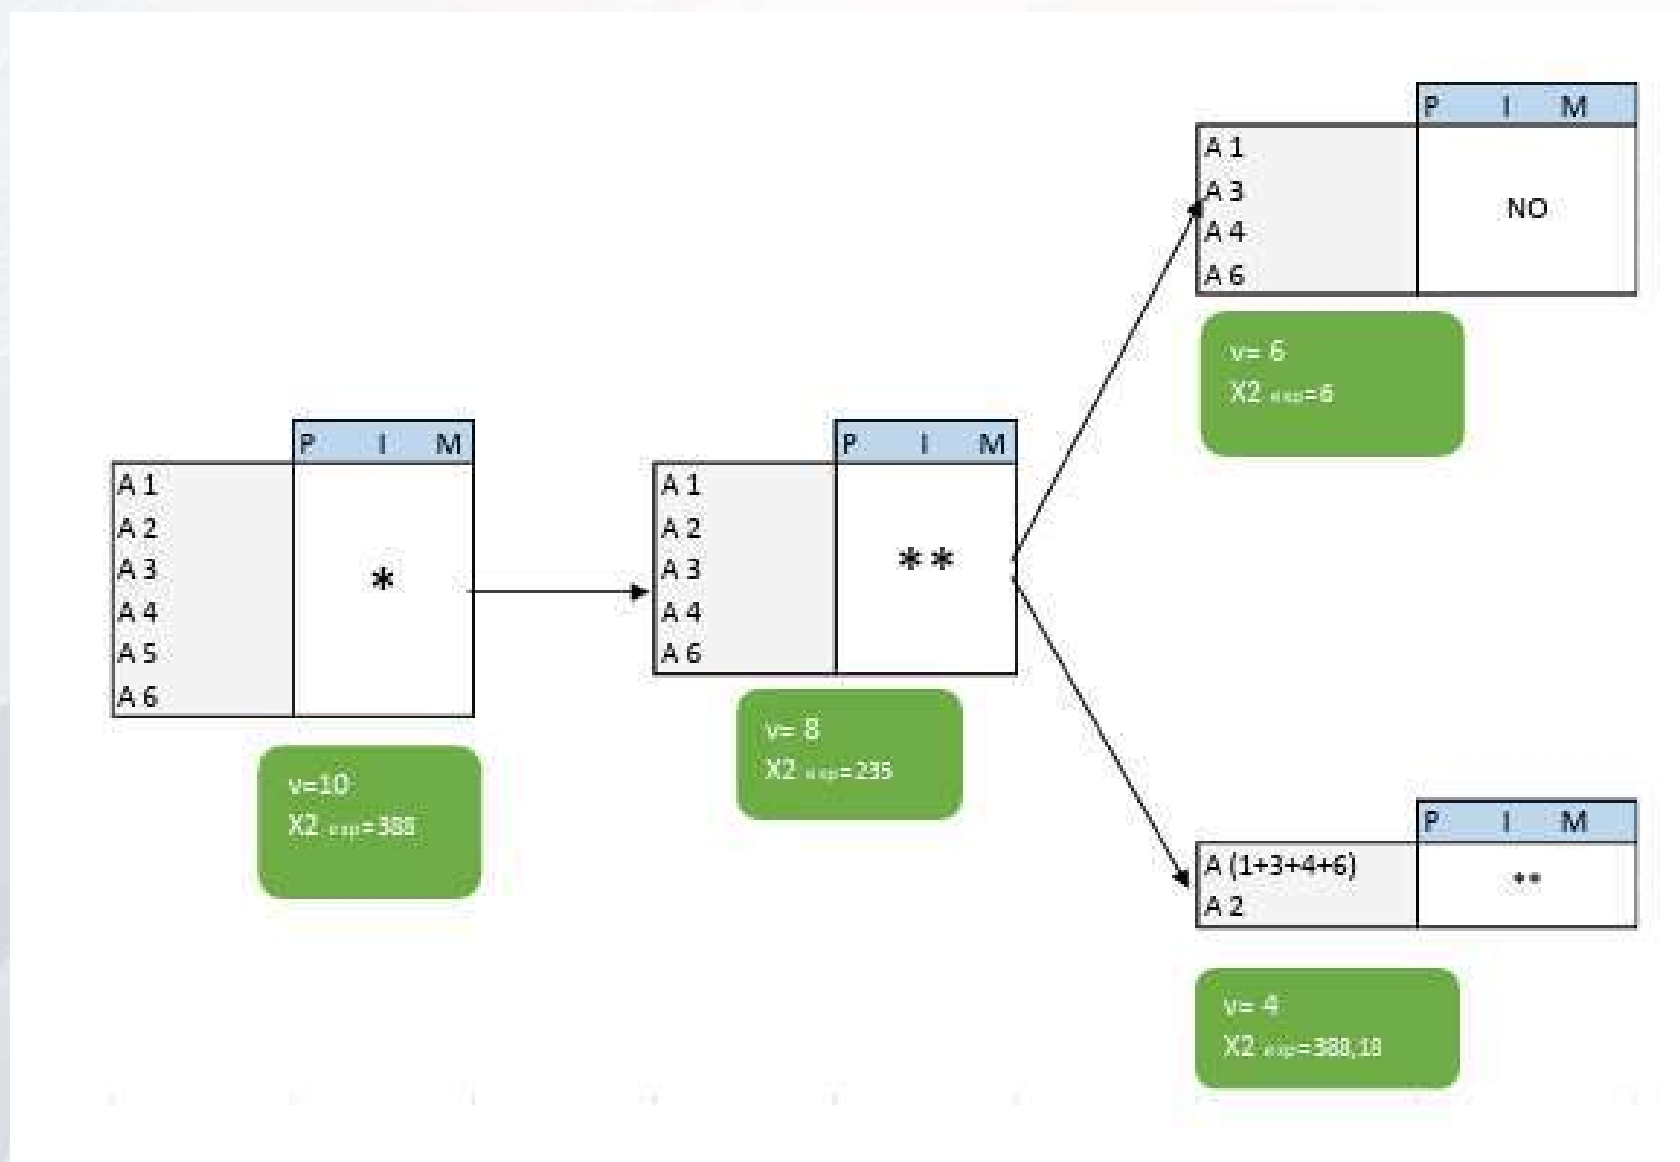 P I M
A 1
A 2
A 3
A 4
A 5
A 6
*
v=10
X2 exp=388
P I M
A 1
A 2
A 3
A 4
A 6
**
v= 8
X2 exp=235
P I M
A 1
A 3
A 4
A 6
NO
v= 6
X2 exp=6
P I M
A (1+3+4+6)
A 2
**
v= 4
X2 exp=388,18